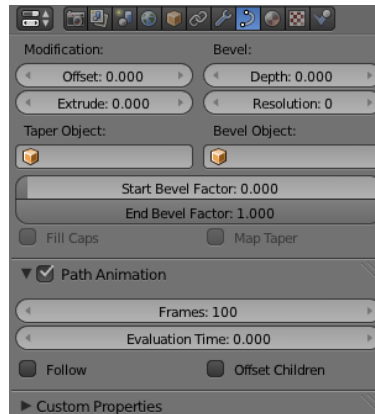 Modification: Bevel:
Offset: 0.000 Depth: 0.000
Extrude: 0.000 Resolution: 0
Taper Object: Bevel Object:
Start Bevel Factor: 0.000
End Bevel Factor: 1.000
Fill Caps Map Taper
Path Animation
Frames: 100
Evaluation Time: 0.000
Follow Offset Children
Custom Properties